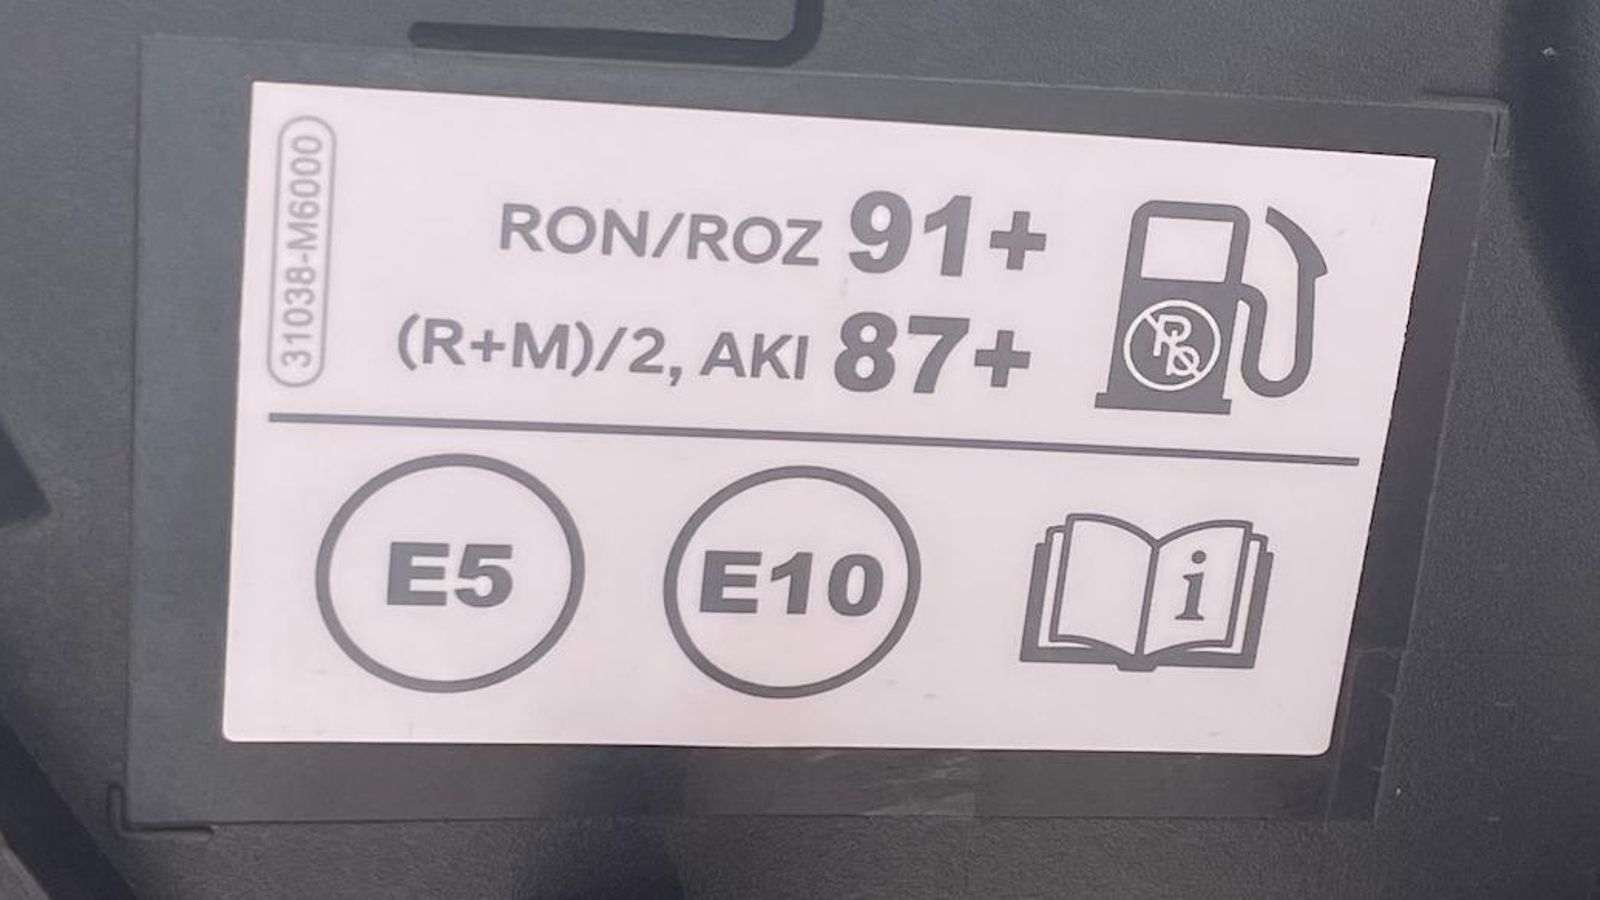 31038-M6000
RON/ROZ 91+
(R+M)/2, AKI 87+
Pb
E5
E10
i